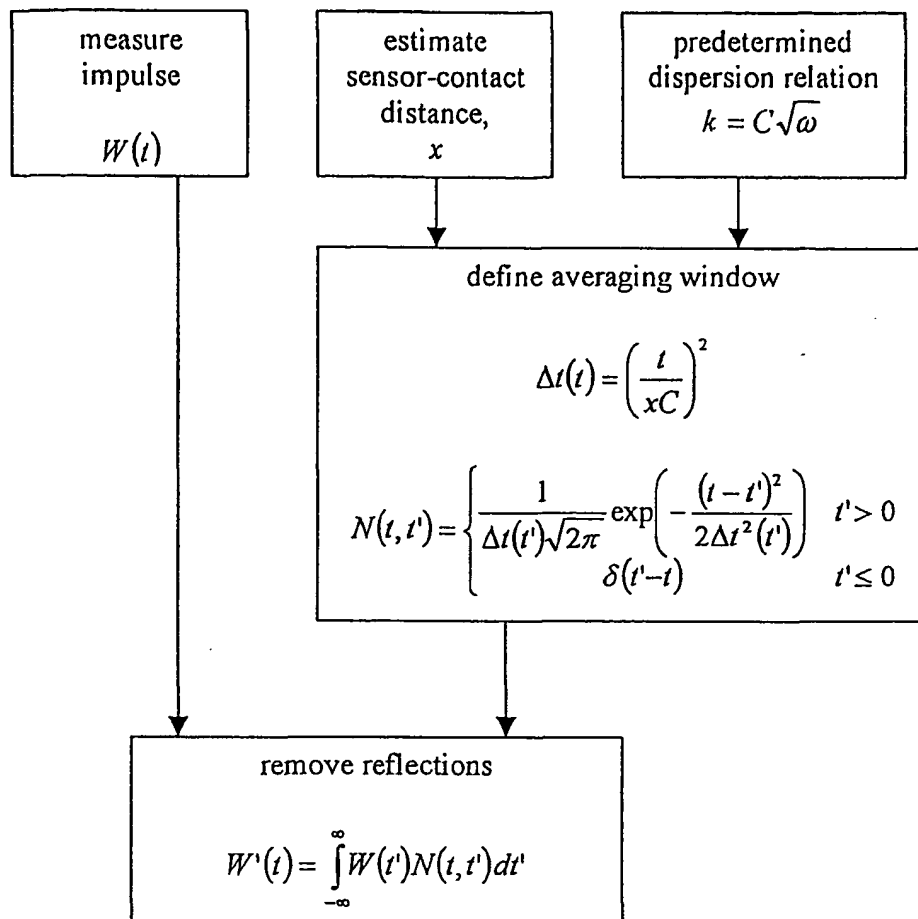 measure
impulse
W(t)
estimate
sensor-contact
distance,
x
predetermined
dispersion relation
k = C√ω
define averaging window
Δt(t) = (t / xC)²
N(t,t') = { 1 / (Δt(t')√2π) exp(−(t−t')² / 2Δt²(t')) t' > 0
δ(t'−t) t' ≤ 0
remove reflections
W'(t) = ∫_{−∞}^{∞} W(t')N(t,t')dt'